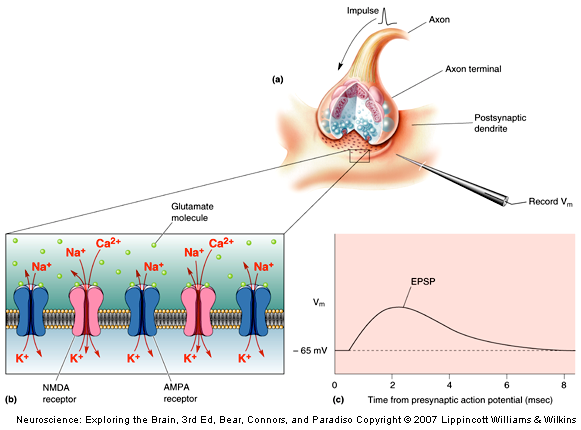 Impulse
Axon
(a)
Axon terminal
Postsynaptic
dendrite
Record Vm
Glutamate
molecule
Na+ Na+ Ca2+ Na+ Na+ Ca2+ Na+
K+ K+ K+ K+ K+
NMDA
receptor
AMPA
receptor
(b)
EPSP
Vm
– 65 mV
0 2 4 6 8
Time from presynaptic action potential (msec)
(c)
Neuroscience: Exploring the Brain, 3rd Ed, Bear, Connors, and Paradiso Copyright © 2007 Lippincott Williams & Wilkins